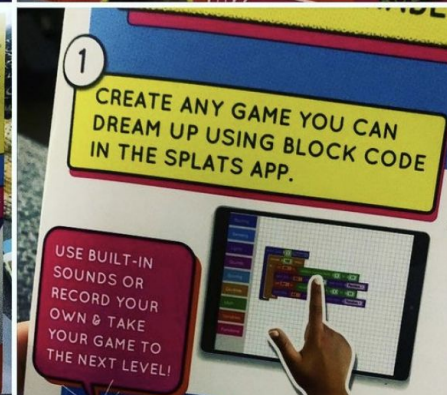 1
CREATE ANY GAME YOU CAN
DREAM UP USING BLOCK CODE
IN THE SPLATS APP.
USE BUILT-IN
SOUNDS OR
RECORD YOUR
OWN & TAKE
YOUR GAME TO
THE NEXT LEVEL!